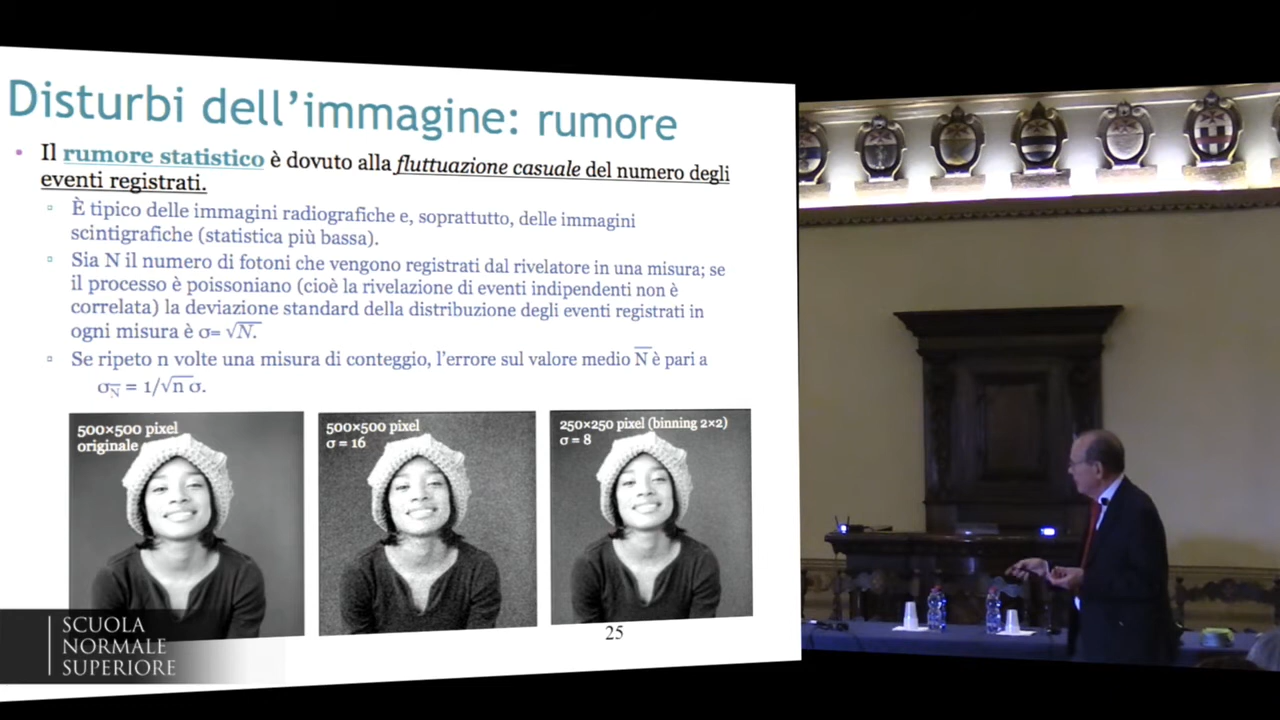 Disturbi dell'immagine: rumore
• Il rumore statistico è dovuto alla fluttuazione casuale del numero degli
eventi registrati.
▫ È tipico delle immagini radiografiche e, soprattutto, delle immagini
scintigrafiche (statistica più bassa).
▫ Sia N il numero di fotoni che vengono registrati dal rivelatore in una misura; se
il processo è poissoniano (cioè la rivelazione di eventi indipendenti non è
correlata) la deviazione standard della distribuzione degli eventi registrati in
ogni misura è σ= √N.
▫ Se ripeto n volte una misura di conteggio, l'errore sul valore medio N̅ è pari a
σN̅ = 1/√n σ.
500×500 pixel
originale
500×500 pixel
σ = 16
250×250 pixel (binning 2×2)
σ = 8
25
SCUOLA
NORMALE
SUPERIORE